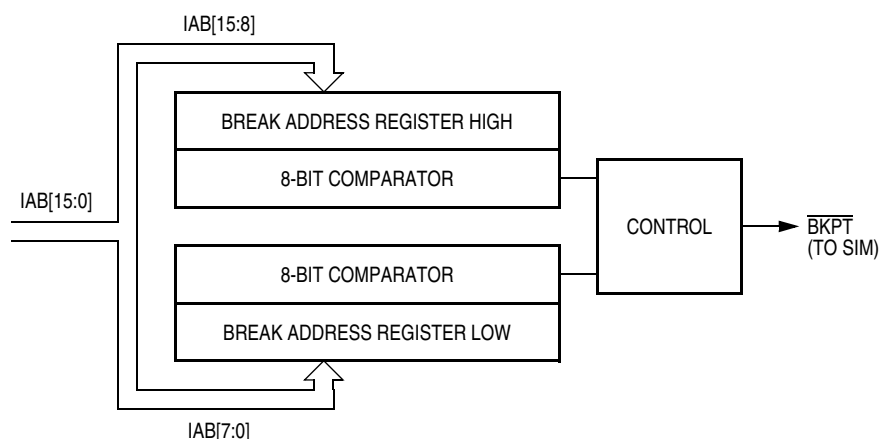 IAB[15:8]
BREAK ADDRESS REGISTER HIGH
8-BIT COMPARATOR
IAB[15:0]
CONTROL
BKPT
(TO SIM)
8-BIT COMPARATOR
BREAK ADDRESS REGISTER LOW
IAB[7:0]